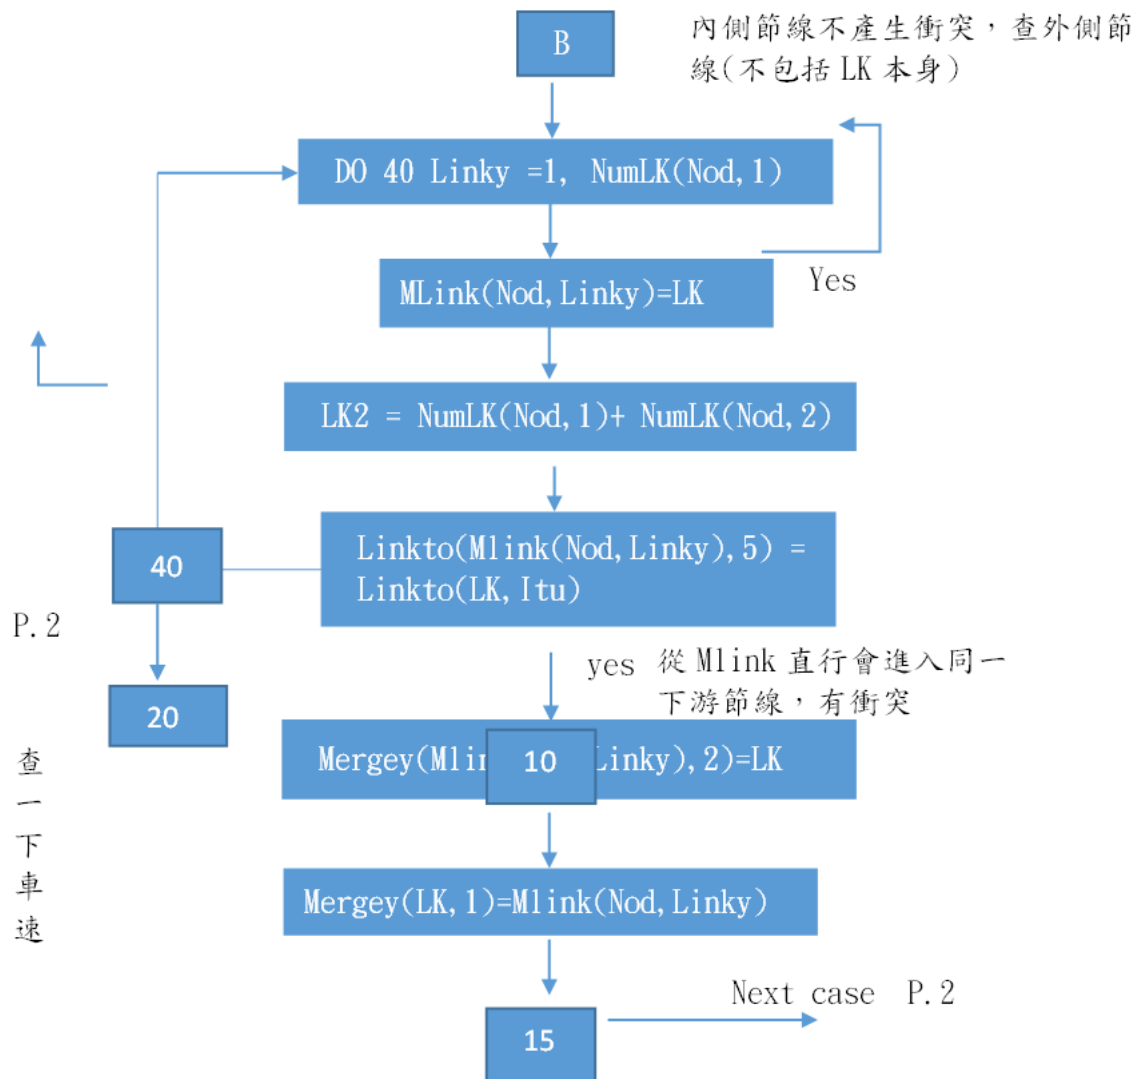 B
內側節線不產生衝突，查外側節
線(不包括 LK 本身)
DO 40 Linky =1, NumLK(Nod,1)
Yes
MLink(Nod,Linky)=LK
LK2 = NumLK(Nod,1)+ NumLK(Nod,2)
Linkto(Mlink(Nod,Linky),5) =
Linkto(LK,Itu)
40
P.2
20
yes 從 Mlink 直行會進入同一
下游節線，有衝突
Mergey(Mlin
10
Linky),2)=LK
查
一
下
車
速
Mergey(LK,1)=Mlink(Nod,Linky)
Next case P.2
15